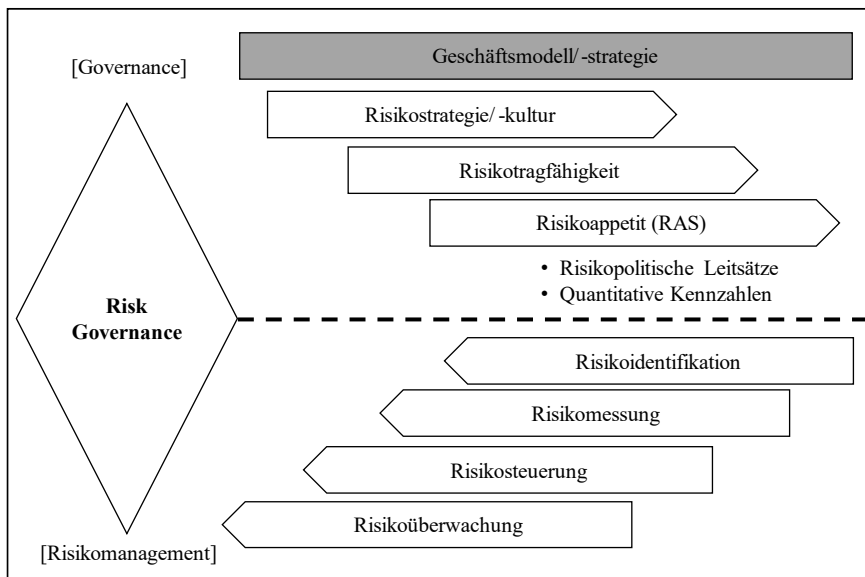 [Governance]
Geschäftsmodell/ -strategie
Risikostrategie/ -kultur
Risikotragfähigkeit
Risikoappetit (RAS)
• Risikopolitische Leitsätze
• Quantitative Kennzahlen
Risk
Governance
Risikoidentifikation
Risikomessung
Risikosteuerung
Risikoüberwachung
[Risikomanagement]